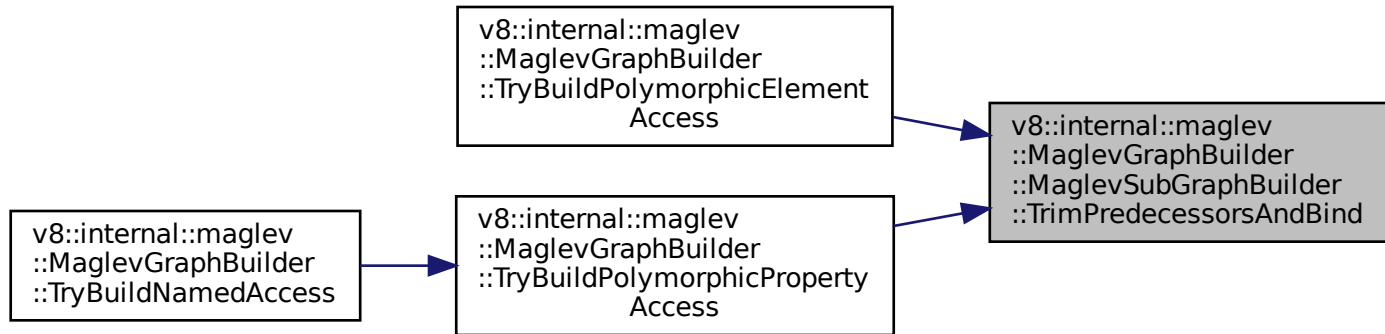 v8::internal::maglev
::MaglevGraphBuilder
::TryBuildPolymorphicElement
Access
v8::internal::maglev
::MaglevGraphBuilder
::MaglevSubGraphBuilder
::TrimPredecessorsAndBind
v8::internal::maglev
::MaglevGraphBuilder
::TryBuildPolymorphicProperty
Access
v8::internal::maglev
::MaglevGraphBuilder
::TryBuildNamedAccess